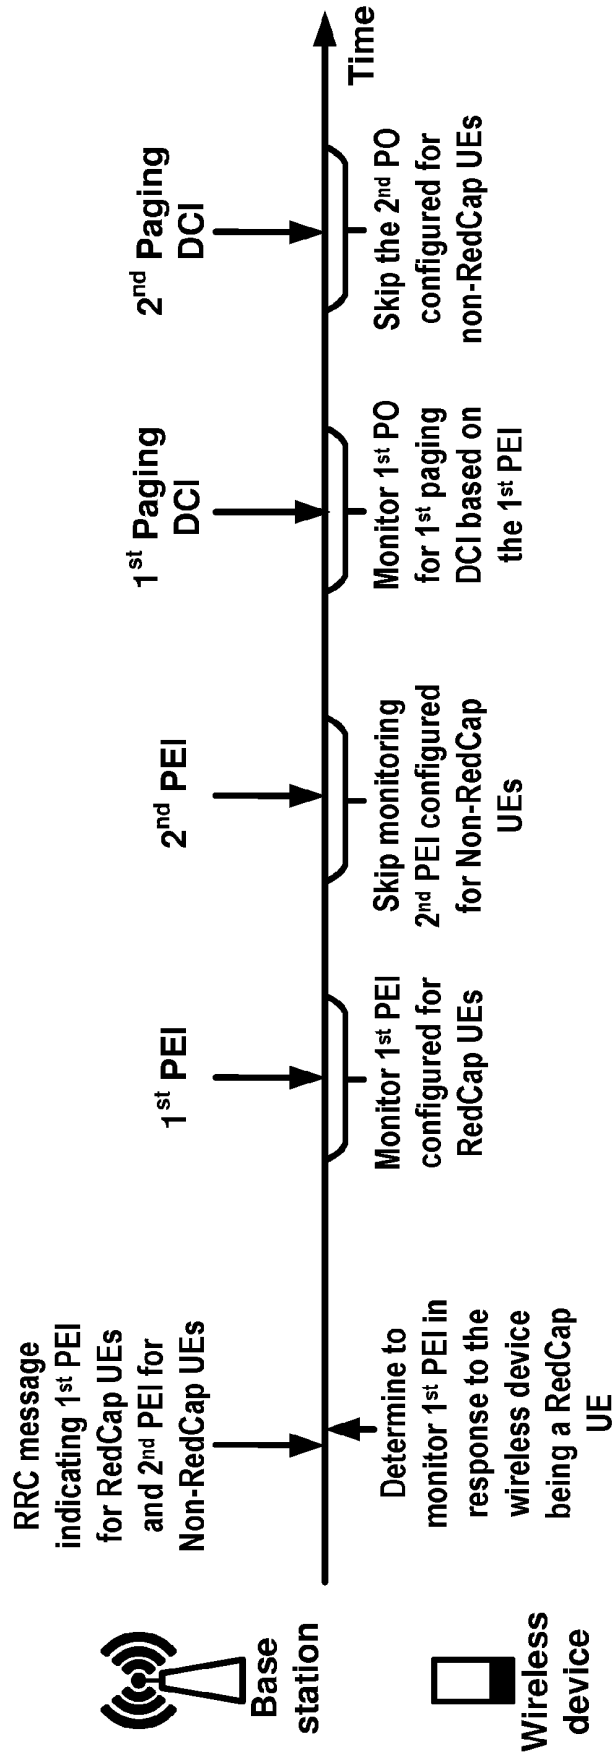 RRC message
indicating 1st PEI
for RedCap UEs
and 2nd PEI for
Non-RedCap UEs
1st PEI
2nd PEI
1st Paging
DCI
2nd Paging
DCI
Base
station
Time
Wireless
device
Determine to
monitor 1st PEI in
response to the
wireless device
being a RedCap
UE
Monitor 1st PEI
configured for
RedCap UEs
Skip monitoring
2nd PEI configured
for Non-RedCap
UEs
Monitor 1st PO
for 1st paging
DCI based on
the 1st PEI
Skip the 2nd PO
configured for
non-RedCap UEs